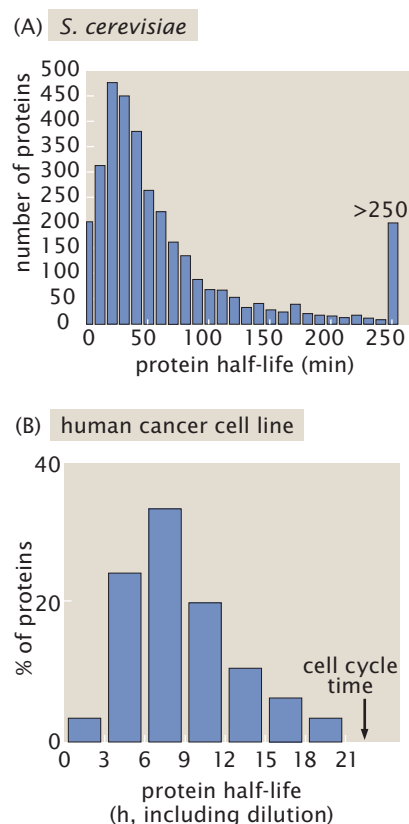 (A) S. cerevisiae
number of proteins
500
450
400
350
300
250
200
150
100
50
0
>250
0 50 100 150 200 250
protein half-life (min)
(B) human cancer cell line
% of proteins
40
20
0
cell cycle
time
0 3 6 9 12 15 18 21
protein half-life
(h, including dilution)